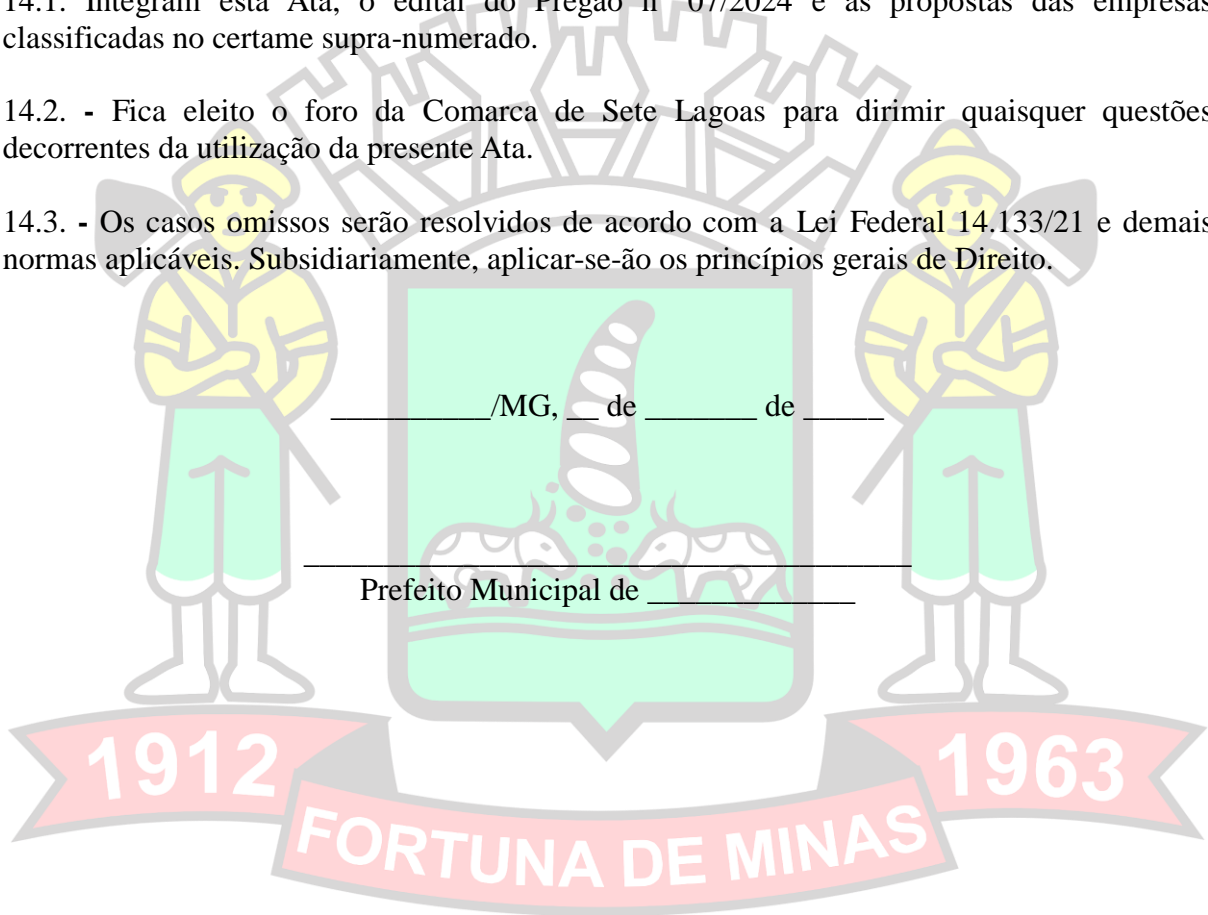 14.1. Integram esta Ata, o edital do Pregão n° 07/2024 e as propostas das empresas
classificadas no certame supra-numerado.
14.2. - Fica eleito o foro da Comarca de Sete Lagoas para dirimir quaisquer questões
decorrentes da utilização da presente Ata.
14.3. - Os casos omissos serão resolvidos de acordo com a Lei Federal 14.133/21 e demais
normas aplicáveis. Subsidiariamente, aplicar-se-ão os princípios gerais de Direito.
__________/MG, __ de _______ de _____
______________________________________
Prefeito Municipal de _____________
1912
1963
FORTUNA DE MINAS